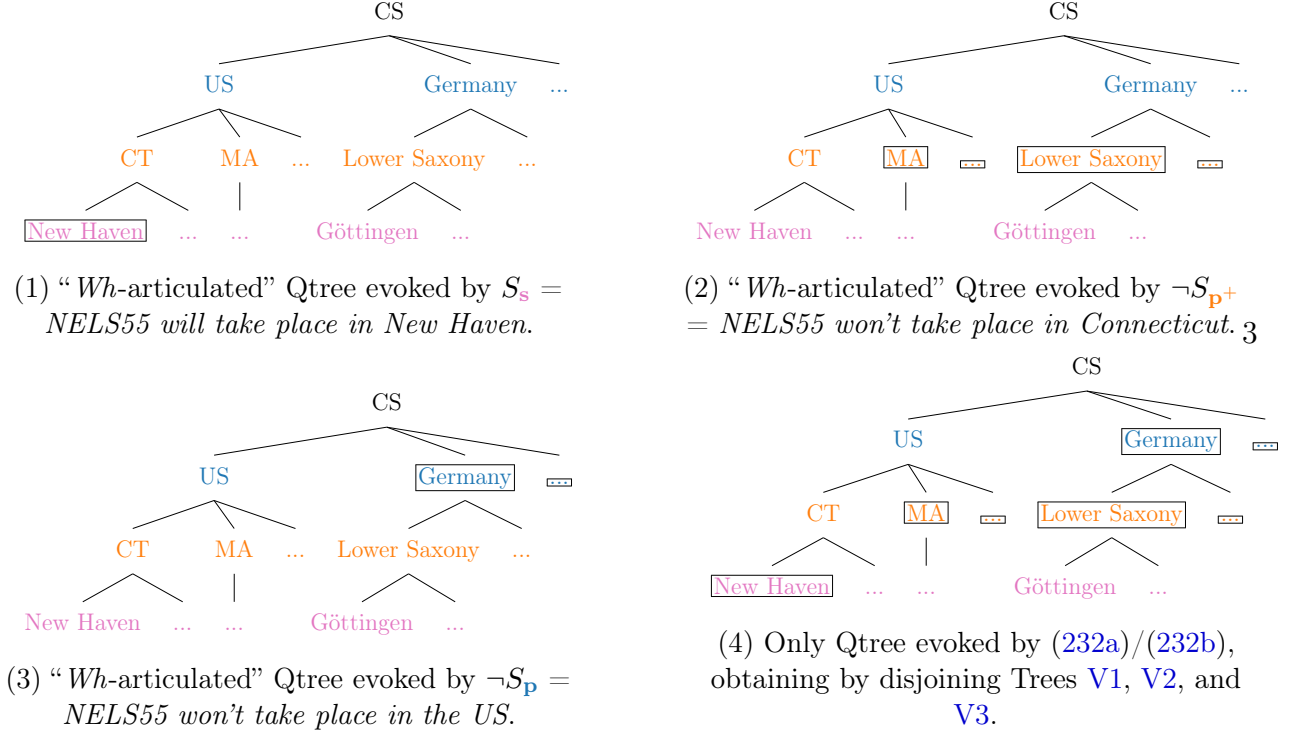 CS
US Germany ...
CT MA ... Lower Saxony ...
New Haven ... ... Göttingen ...
(1) “Wh-articulated” Qtree evoked by Sₛ =
NELS55 will take place in New Haven.
CS
US Germany ...
CT MA ... Lower Saxony ...
New Haven ... ... Göttingen ...
(2) “Wh-articulated” Qtree evoked by ¬Sₚ₊
= NELS55 won’t take place in Connecticut. 3
CS
US Germany ...
CT MA ... Lower Saxony ...
New Haven ... ... Göttingen ...
(3) “Wh-articulated” Qtree evoked by ¬Sₚ =
NELS55 won’t take place in the US.
CS
US Germany ...
CT MA ... Lower Saxony ...
New Haven ... ... Göttingen ...
(4) Only Qtree evoked by (232a)/(232b),
obtaining by disjoining Trees V1, V2, and
V3.